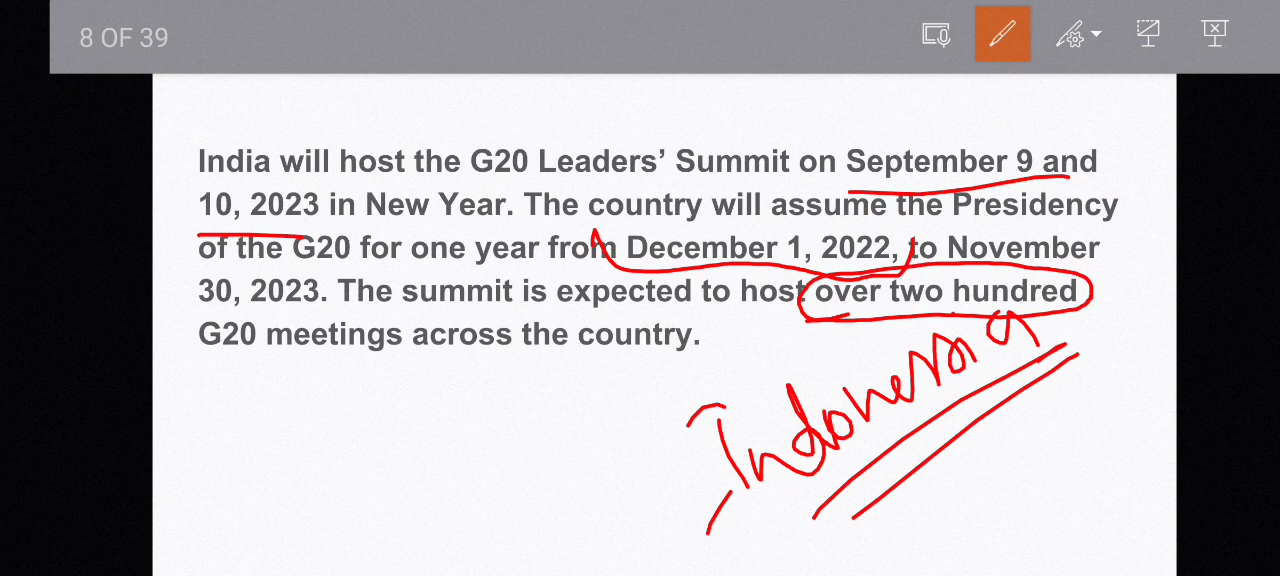 8 OF 39
India will host the G20 Leaders’ Summit on September 9 and
10, 2023 in New Year. The country will assume the Presidency
of the G20 for one year from December 1, 2022, to November
30, 2023. The summit is expected to host over two hundred
G20 meetings across the country.
Indonessia